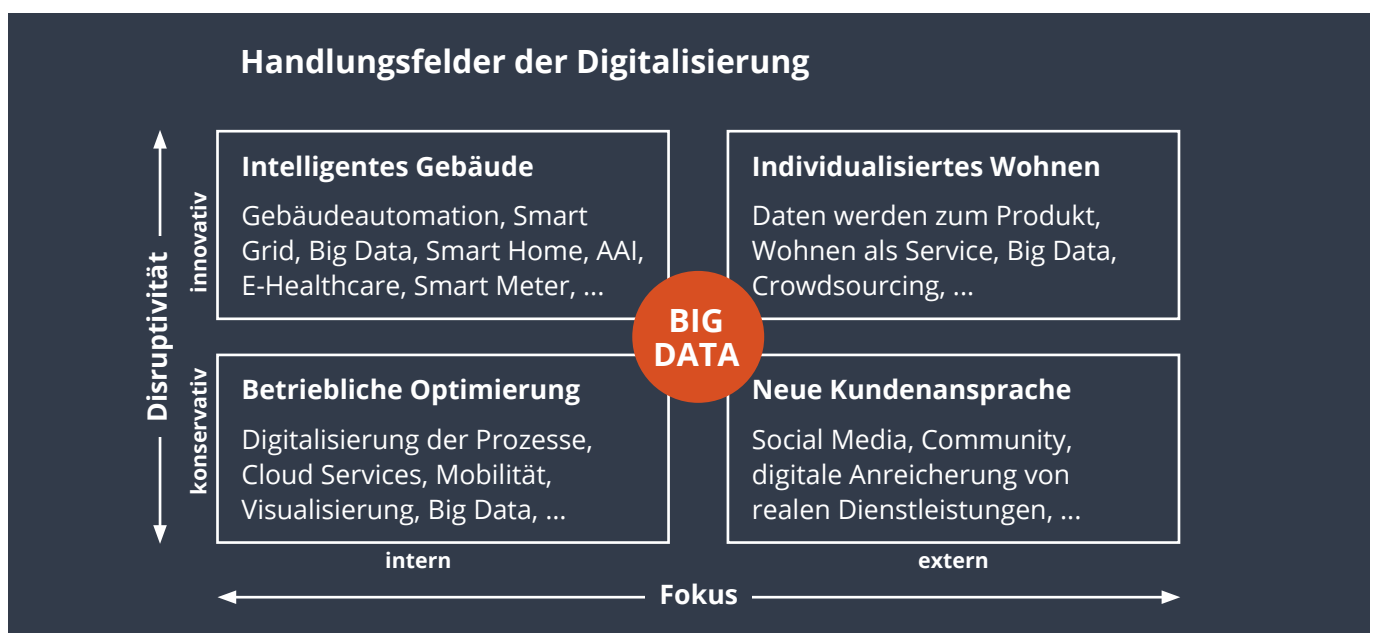 Handlungsfelder der Digitalisierung
Disruptivität
innovativ
konservativ
Intelligentes Gebäude
Gebäudeautomation, Smart
Grid, Big Data, Smart Home, AAI,
E-Healthcare, Smart Meter, ...
Individualisiertes Wohnen
Daten werden zum Produkt,
Wohnen als Service, Big Data,
Crowdsourcing, ...
BIG
DATA
Betriebliche Optimierung
Digitalisierung der Prozesse,
Cloud Services, Mobilität,
Visualisierung, Big Data, ...
Neue Kundenansprache
Social Media, Community,
digitale Anreicherung von
realen Dienstleistungen, ...
intern
extern
Fokus